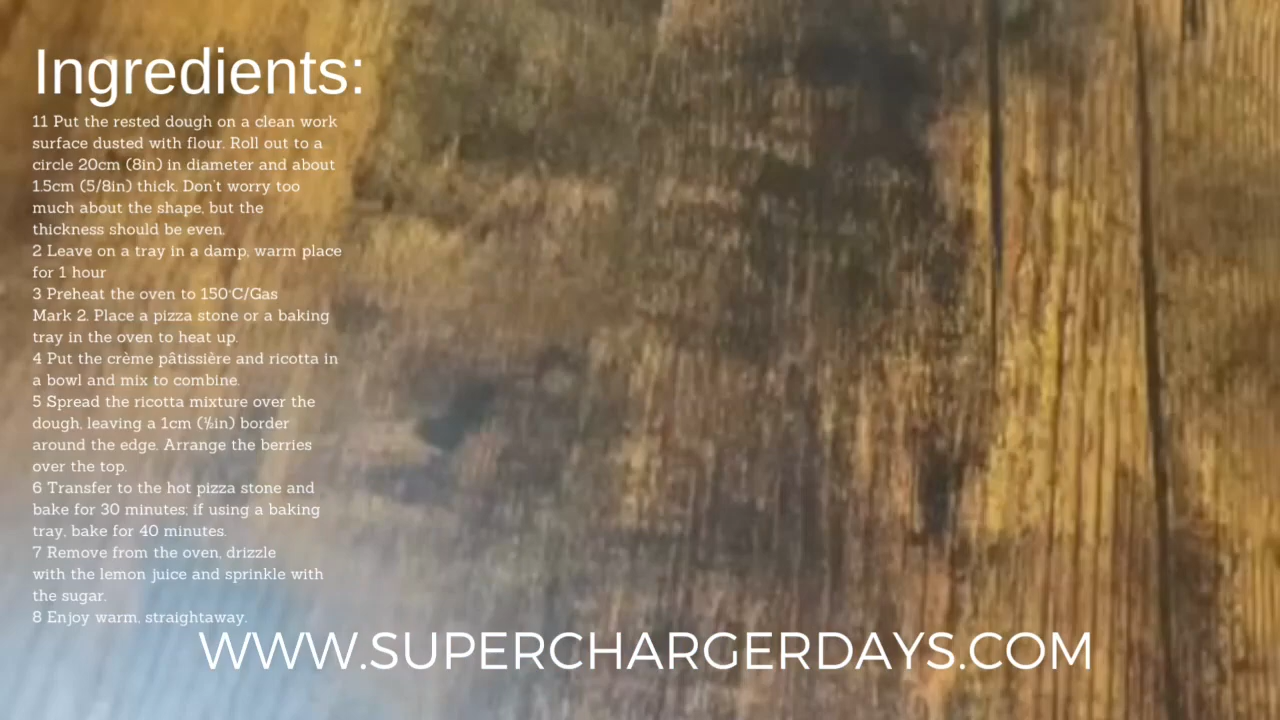 Ingredients:
11 Put the rested dough on a clean work
surface dusted with flour. Roll out to a
circle 20cm (8in) in diameter and about
1.5cm (5/8in) thick. Don't worry too
much about the shape, but the
thickness should be even.
2 Leave on a tray in a damp, warm place
for 1 hour
3 Preheat the oven to 150°C/Gas
Mark 2. Place a pizza stone or a baking
tray in the oven to heat up.
4 Put the crème pâtissière and ricotta in
a bowl and mix to combine.
5 Spread the ricotta mixture over the
dough, leaving a 1cm (½in) border
around the edge. Arrange the berries
over the top.
6 Transfer to the hot pizza stone and
bake for 30 minutes; if using a baking
tray, bake for 40 minutes.
7 Remove from the oven, drizzle
with the lemon juice and sprinkle with
the sugar.
8 Enjoy warm, straightaway.
WWW.SUPERCHARGERDAYS.COM